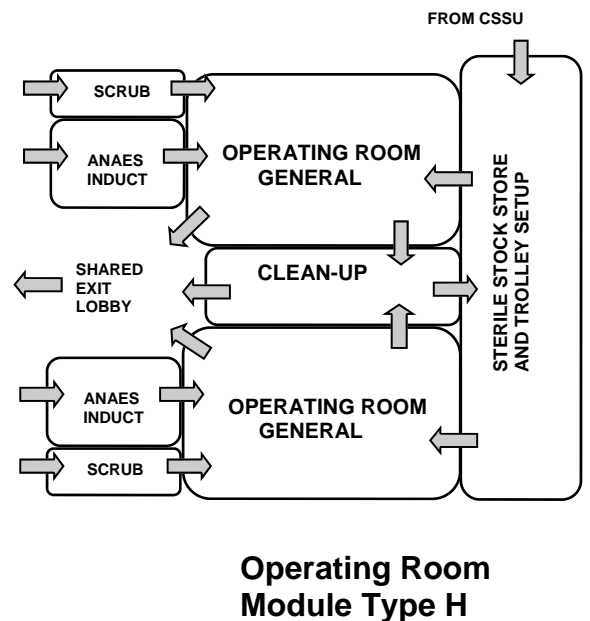 FROM CSSU
SCRUB
ANAES
INDUCT
OPERATING ROOM
GENERAL
SHARED
EXIT
LOBBY
CLEAN-UP
STERILE STOCK STORE
AND TROLLEY SETUP
ANAES
INDUCT
OPERATING ROOM
GENERAL
SCRUB
Operating Room
Module Type H